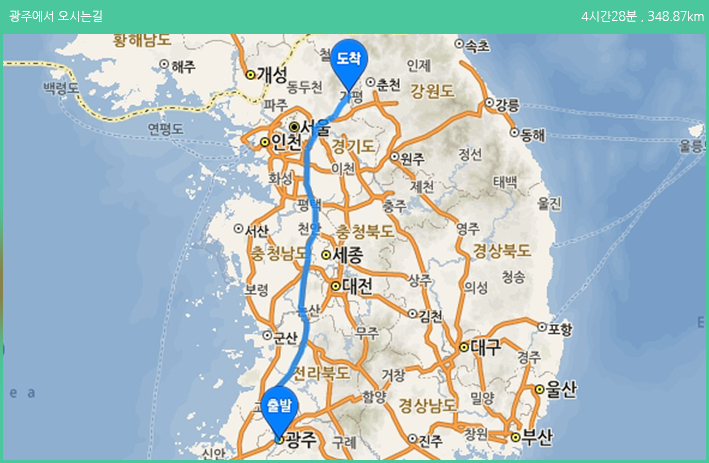 광주에서 오시는길
4시간28분 , 348.87km
황해남도
해주
개성
백령도
연평도
동두천
파주
도착
가평
춘천
인제
속초
강원도
강릉
동해
서울
인천
경기도
이천
화성
원주
정선
태백
제천
울진
평택
충주
서산
천안
충청북도
충청남도
세종
영주
경상북도
대전
상주
의성
청송
보령
논산
김천
포항
군산
무주
대구
경주
전라북도
거창
함양
경상남도
밀양
울산
출발
광주
구례
진주
창원
부산
신안